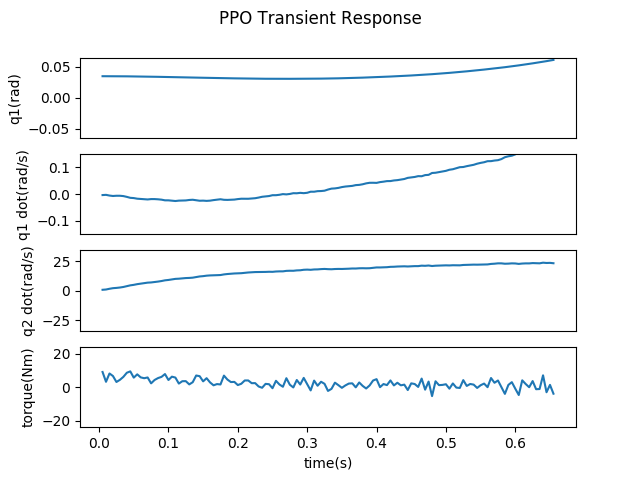 PPO Transient Response
q1(rad)
0.05
0.00
−0.05
q1 dot(rad/s)
0.1
0.0
−0.1
q2 dot(rad/s)
25
0
−25
torque(Nm)
20
0
−20
0.0 0.1 0.2 0.3 0.4 0.5 0.6
time(s)